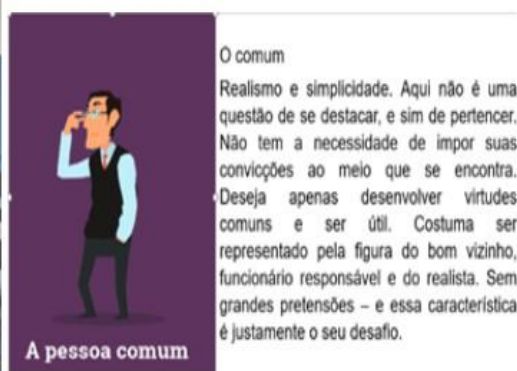 O comum
Realismo e simplicidade. Aqui não é uma
questão de se destacar, e sim de pertencer.
Não tem a necessidade de impor suas
convicções ao meio que se encontra.
Deseja apenas desenvolver virtudes
comuns e ser útil. Costuma ser
representado pela figura do bom vizinho,
funcionário responsável e do realista. Sem
grandes pretensões – e essa característica
é justamente o seu desafio.
A pessoa comum